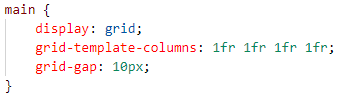 main {
    display: grid;
    grid-template-columns: 1fr 1fr 1fr 1fr;
    grid-gap: 10px;
}